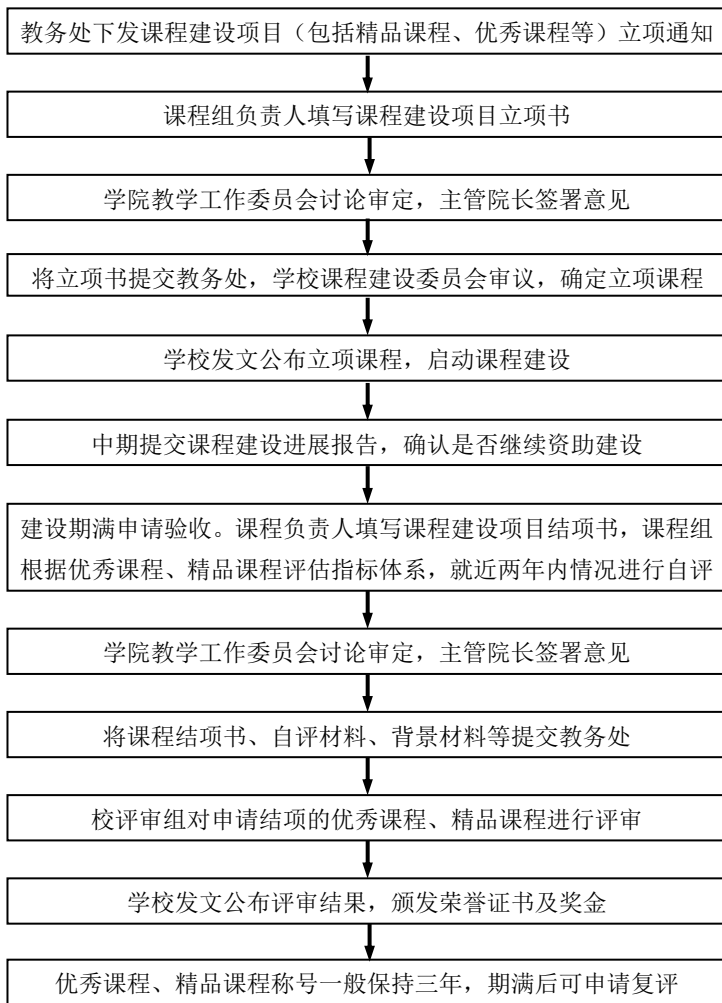 教务处下发课程建设项目（包括精品课程、优秀课程等）立项通知
课程组负责人填写课程建设项目立项书
学院教学工作委员会讨论审定，主管院长签署意见
将立项书提交教务处，学校课程建设委员会审议，确定立项课程
学校发文公布立项课程，启动课程建设
中期提交课程建设进展报告，确认是否继续资助建设
建设期满申请验收。课程负责人填写课程建设项目结项书，课程组
根据优秀课程、精品课程评估指标体系，就近两年内情况进行自评
学院教学工作委员会讨论审定，主管院长签署意见
将课程结项书、自评材料、背景材料等提交教务处
校评审组对申请结项的优秀课程、精品课程进行评审
学校发文公布评审结果，颁发荣誉证书及奖金
优秀课程、精品课程称号一般保持三年，期满后可申请复评